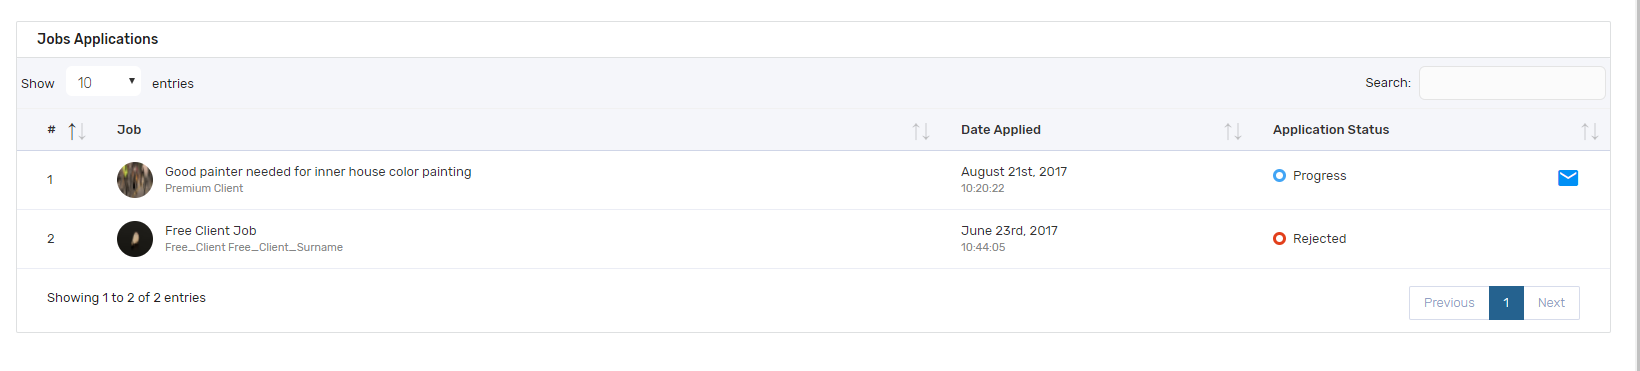 Jobs Applications
Show 10 entries Search:
# Job Date Applied Application Status
1 Good painter needed for inner house color painting August 21st, 2017 Progress
Premium Client 10:20:22
2 Free Client Job June 23rd, 2017 Rejected
Free_Client Free_Client_Surname 10:44:05
Showing 1 to 2 of 2 entries Previous 1 Next